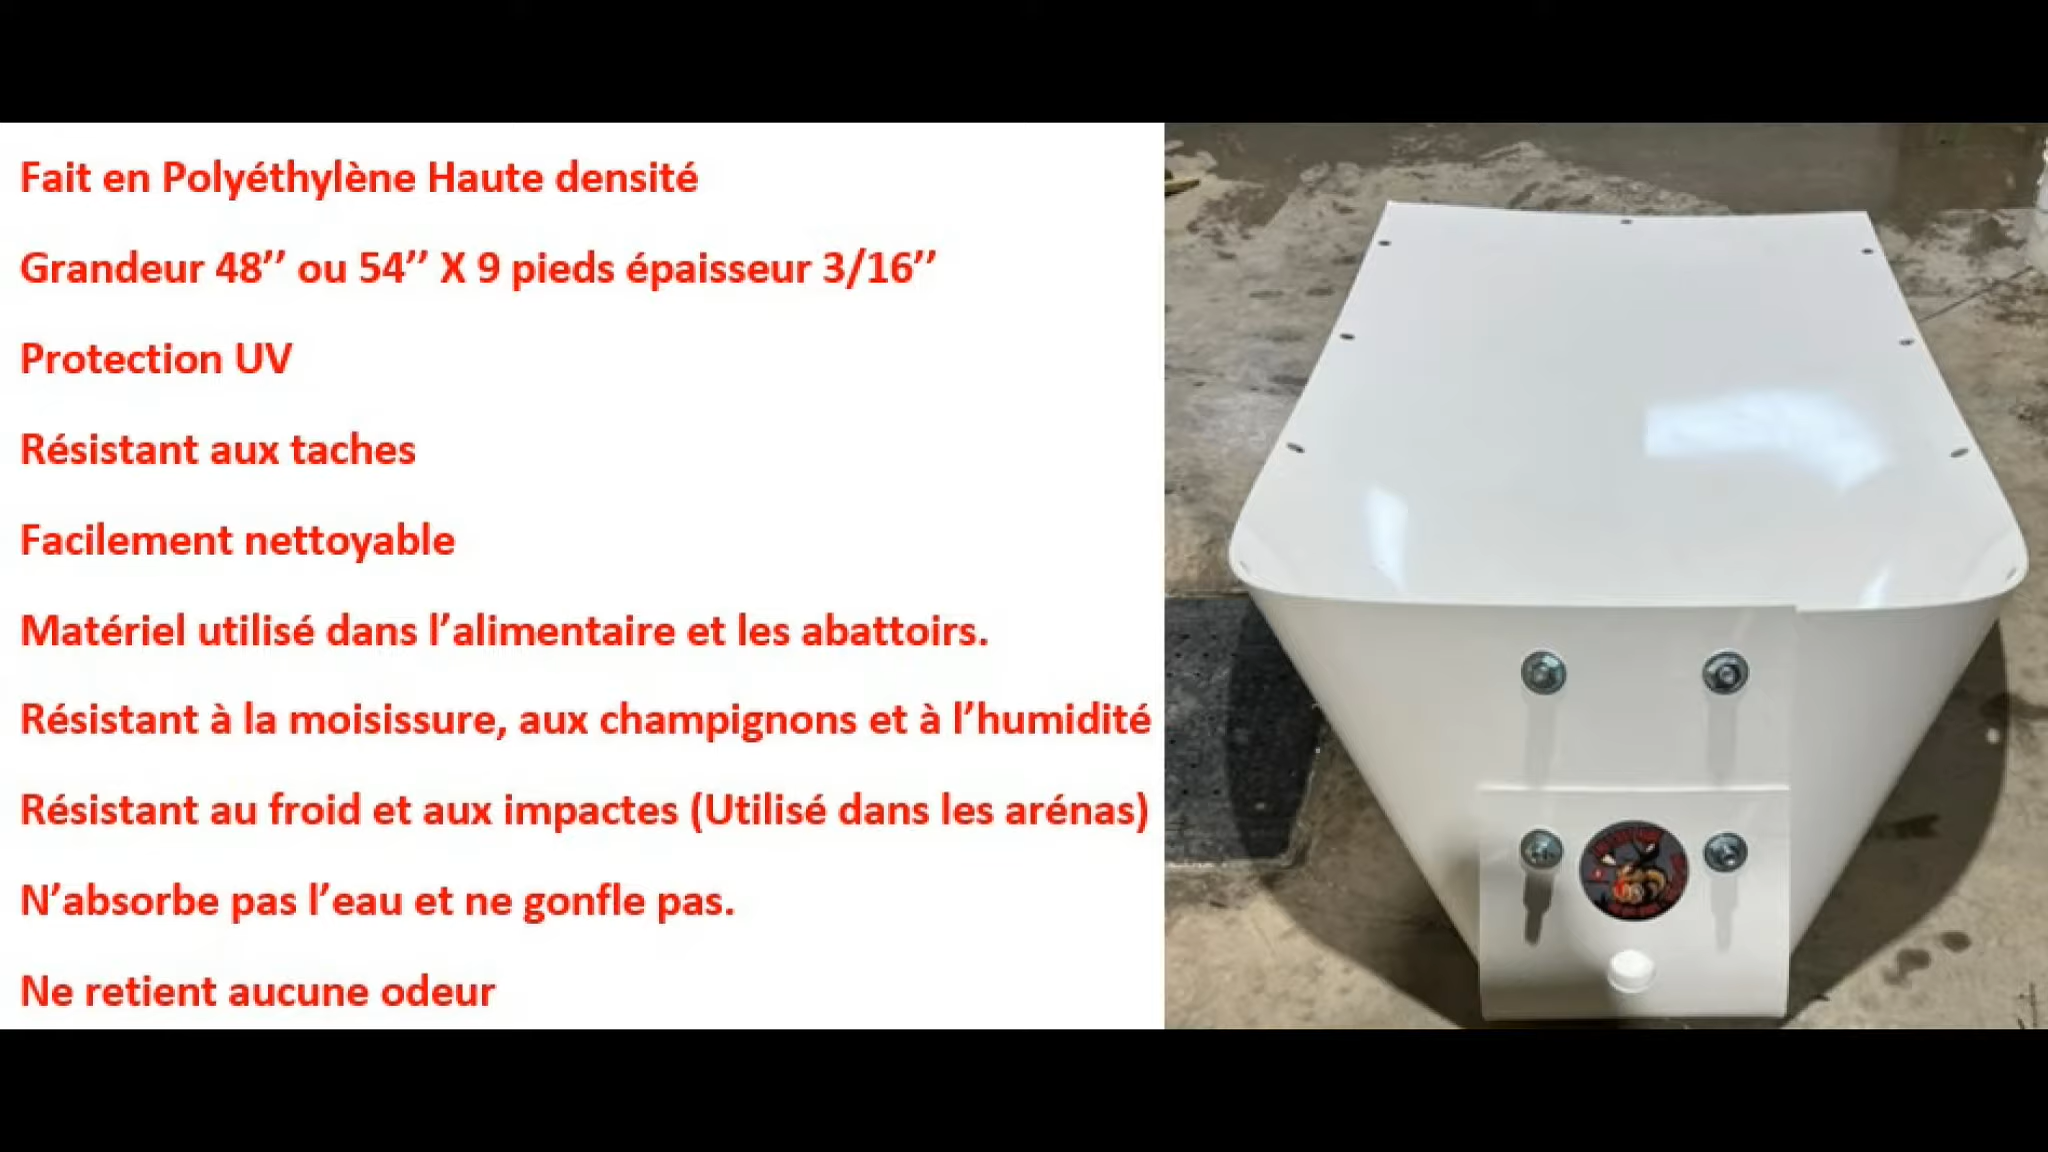 Fait en Polyéthylène Haute densité
Grandeur 48’’ ou 54’’ X 9 pieds épaisseur 3/16’’
Protection UV
Résistant aux taches
Facilement nettoyable
Matériel utilisé dans l’alimentaire et les abattoirs.
Résistant à la moisissure, aux champignons et à l’humidité
Résistant au froid et aux impactes (Utilisé dans les arénas)
N’absorbe pas l’eau et ne gonfle pas.
Ne retient aucune odeur